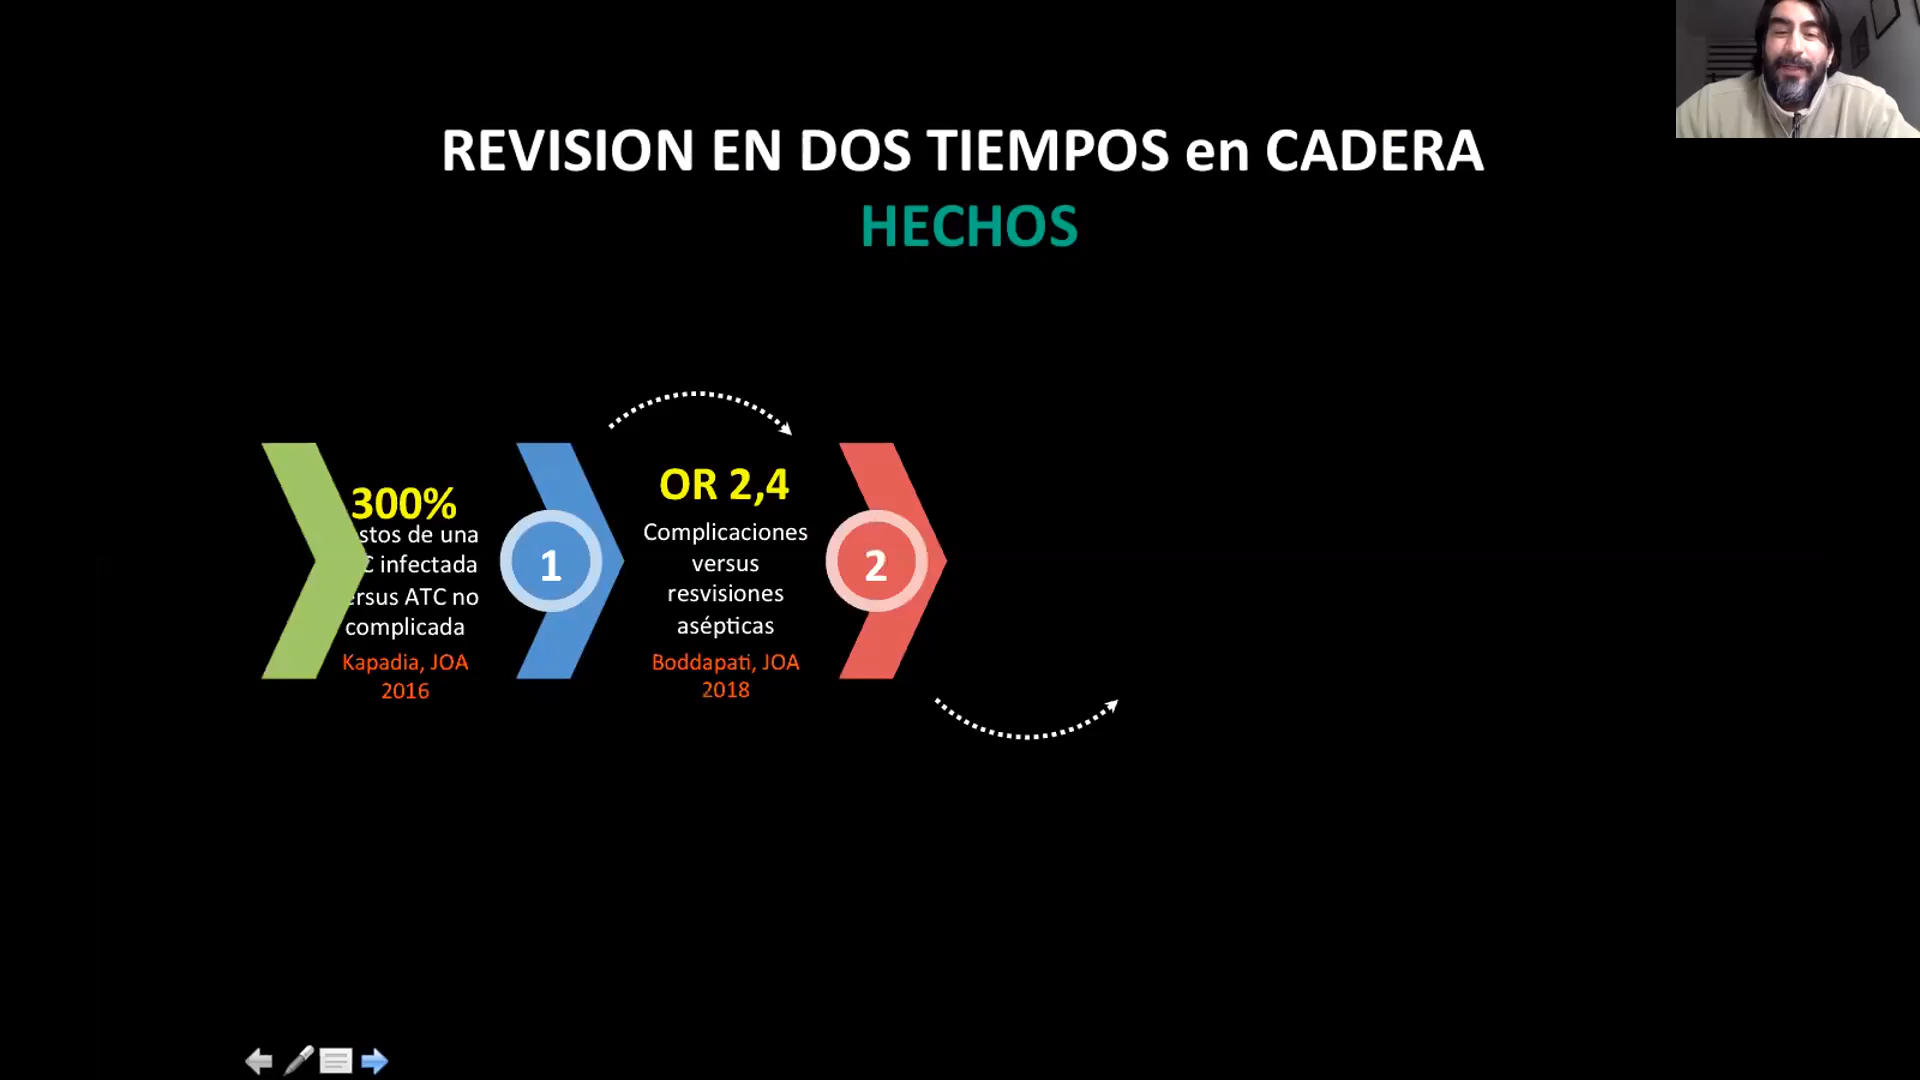 REVISION EN DOS TIEMPOS en CADERA
HECHOS
300%
stos de una
C infectada
ersus ATC no
complicada
Kapadia, JOA
2016
1
OR 2,4
Complicaciones
versus
resvisiones
asépticas
Boddapati, JOA
2018
2